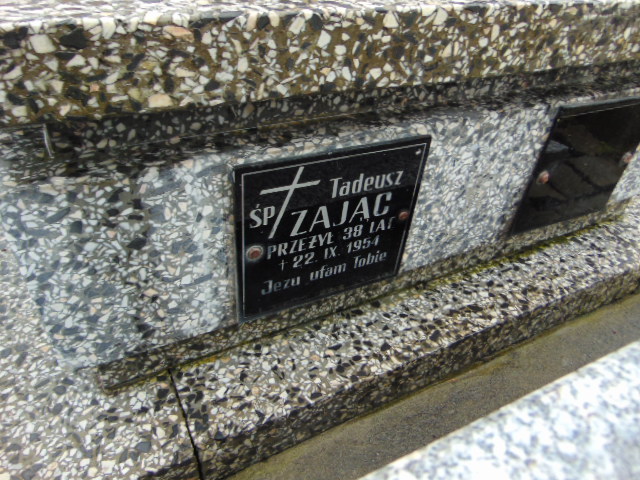 Tadeusz
ŚP ZAJĄC
PRZEŻYŁ 38 LAT
† 22. IX. 1954
Jezu ufam Tobie